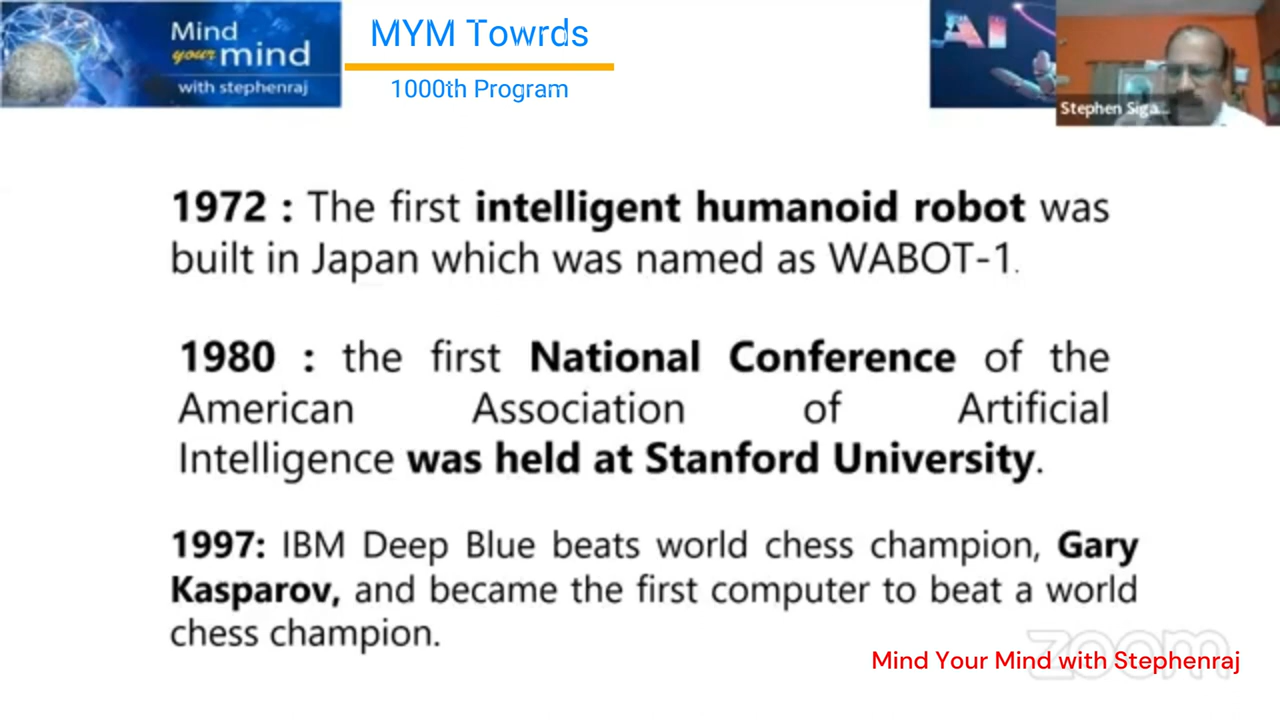 Mind
your mind
with stephenraj
MYM Towrds
1000th Program
AI
Stephen Siga...
1972 : The first intelligent humanoid robot was
built in Japan which was named as WABOT-1.
1980 : the first National Conference of the
American Association of Artificial
Intelligence was held at Stanford University.
1997: IBM Deep Blue beats world chess champion, Gary
Kasparov, and became the first computer to beat a world
chess champion.
zoom
Mind Your Mind with Stephenraj